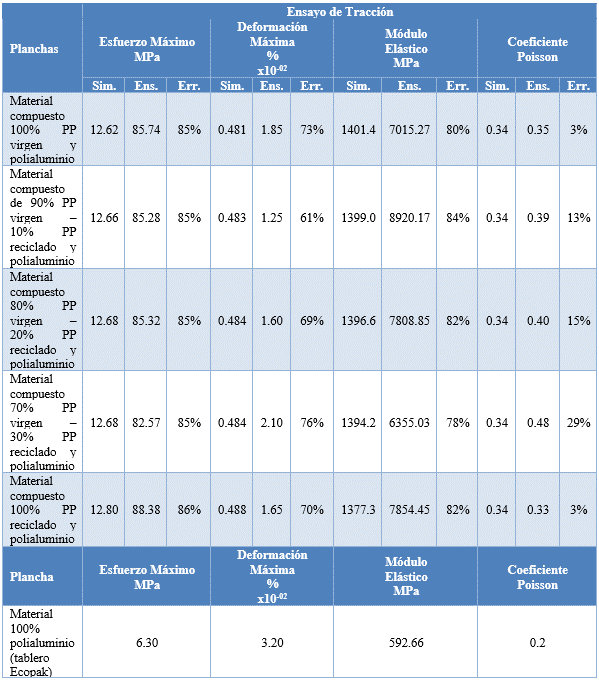 Ensayo de Tracción
Planchas
Esfuerzo Máximo
MPa
Deformación
Máxima
%
x10-02
Módulo
Elástico
MPa
Coeficiente
Poisson
Sim. Ens. Err. Sim. Ens. Err. Sim. Ens. Err. Sim. Ens. Err.
Material
compuesto
100% PP
virgen y
polialuminio
12.62 85.74 85% 0.481 1.85 73% 1401.4 7015.27 80% 0.34 0.35 3%
Material
compuesto
de 90% PP
virgen –
10% PP
reciclado y
polialuminio
12.66 85.28 85% 0.483 1.25 61% 1399.0 8920.17 84% 0.34 0.39 13%
Material
compuesto
80% PP
virgen –
20% PP
reciclado y
polialuminio
12.68 85.32 85% 0.484 1.60 69% 1396.6 7808.85 82% 0.34 0.40 15%
Material
compuesto
70% PP
virgen –
30% PP
reciclado y
polialuminio
12.68 82.57 85% 0.484 2.10 76% 1394.2 6355.03 78% 0.34 0.48 29%
Material
compuesto
100% PP
reciclado y
polialuminio
12.80 88.38 86% 0.488 1.65 70% 1377.3 7854.45 82% 0.34 0.33 3%
Plancha
Esfuerzo Máximo
MPa
Deformación
Máxima
%
x10-02
Módulo
Elástico
MPa
Coeficiente
Poisson
Material
100%
polialuminio
(tablero
Ecopak)
6.30 3.20 592.66 0.2